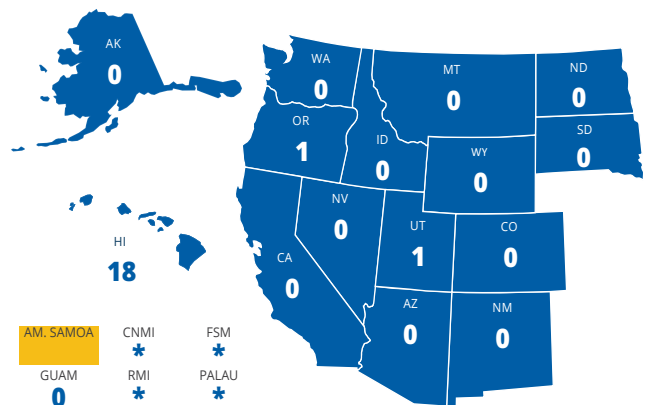 AK
0
WA
0
MT
0
ND
0
OR
1
ID
0
SD
0
WY
0
NV
0
UT
1
CO
0
HI
18
CA
0
AZ
0
NM
0
AM. SAMOA
CNMI
*
FSM
*
GUAM
0
RMI
*
PALAU
*